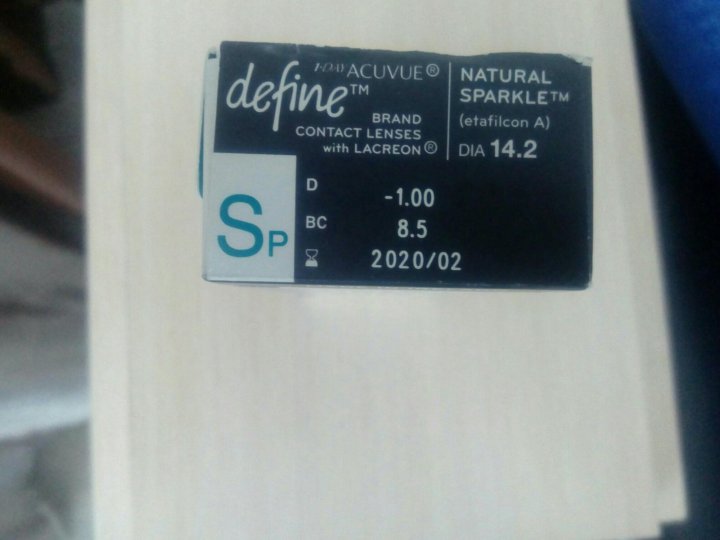 1-DAY ACUVUE®
define™
BRAND
CONTACT LENSES
with LACREON®
NATURAL
SPARKLE™
(etafilcon A)
DIA 14.2
SP
D -1.00
BC 8.5
2020/02